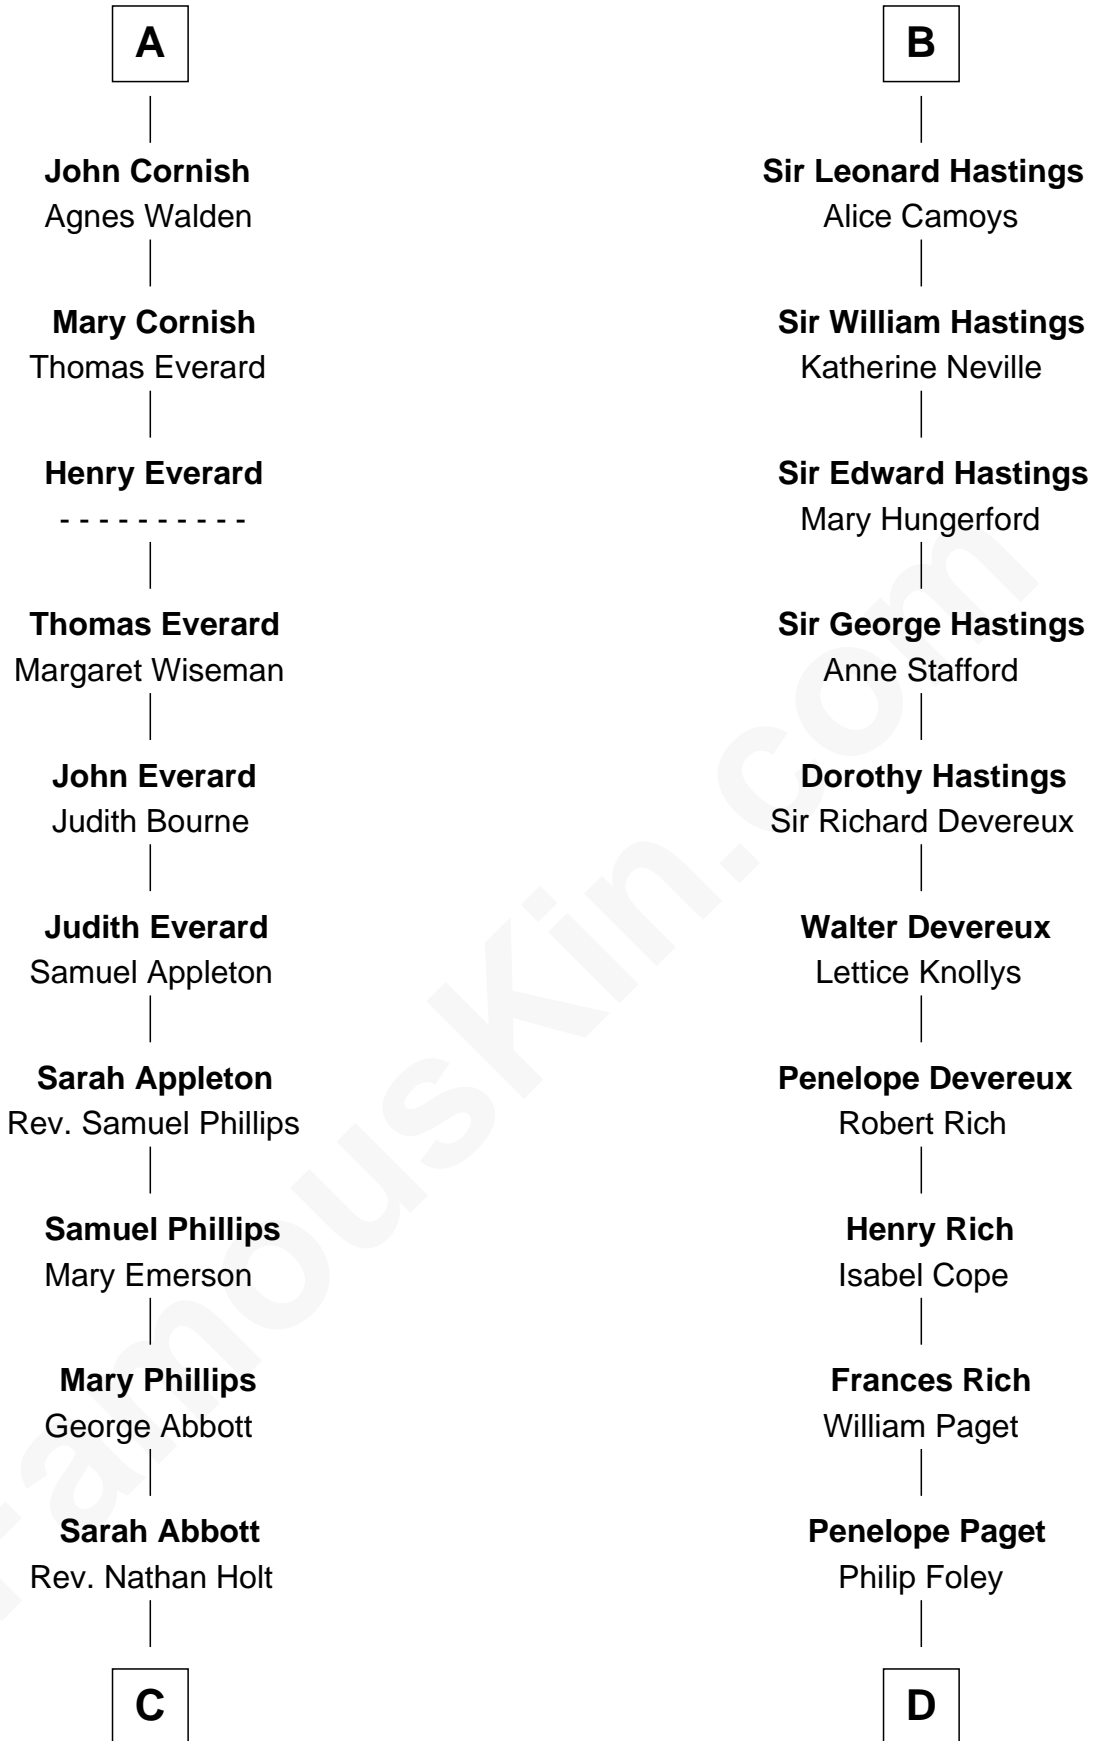 A
B
John Cornish
Agnes Walden
Sir Leonard Hastings
Alice Camoys
Mary Cornish
Thomas Everard
Sir William Hastings
Katherine Neville
Henry Everard
- - - - - - - - - -
Sir Edward Hastings
Mary Hungerford
Thomas Everard
Margaret Wiseman
Sir George Hastings
Anne Stafford
John Everard
Judith Bourne
Dorothy Hastings
Sir Richard Devereux
Judith Everard
Samuel Appleton
Walter Devereux
Lettice Knollys
Sarah Appleton
Rev. Samuel Phillips
Penelope Devereux
Robert Rich
Samuel Phillips
Mary Emerson
Henry Rich
Isabel Cope
Mary Phillips
George Abbott
Frances Rich
William Paget
Sarah Abbott
Rev. Nathan Holt
Penelope Paget
Philip Foley
C
D
FamousKin.com